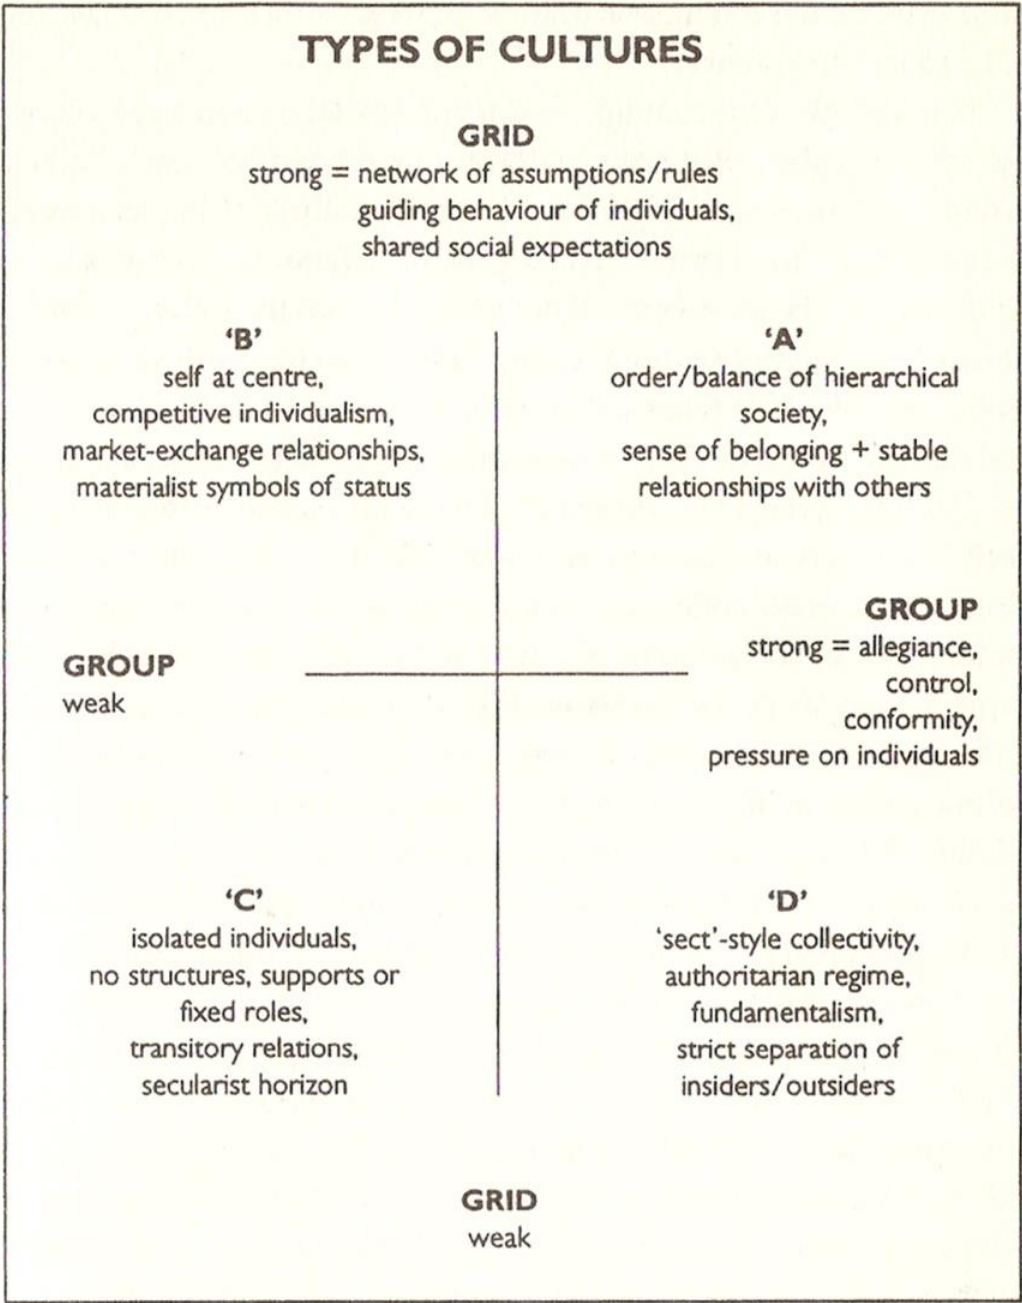 TYPES OF CULTURES
GRID
strong = network of assumptions/rules
guiding behaviour of individuals,
shared social expectations
‘B’
self at centre,
competitive individualism,
market-exchange relationships,
materialist symbols of status
‘A’
order/balance of hierarchical
society,
sense of belonging + stable
relationships with others
GROUP
weak
GROUP
strong = allegiance,
control,
conformity,
pressure on individuals
‘C’
isolated individuals,
no structures, supports or
fixed roles,
transitory relations,
secularist horizon
‘D’
‘sect’-style collectivity,
authoritarian regime,
fundamentalism,
strict separation of
insiders/outsiders
GRID
weak